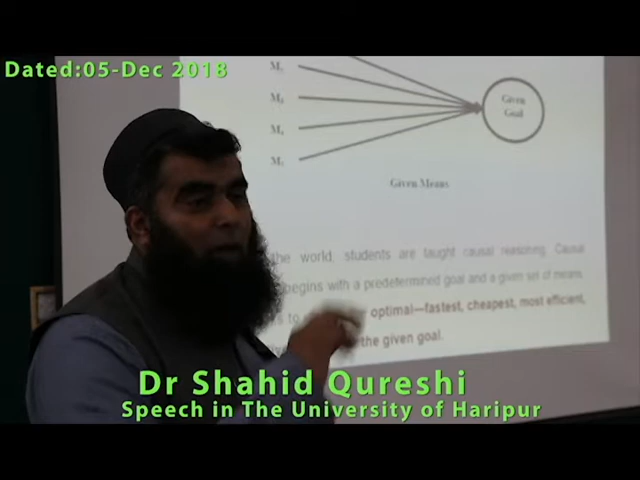 Dated:05-Dec 2018
Given
Goal
Given Means
the world, students are taught causal reasoning. Causal
begins with a predetermined goal and a given set of means,
to optimal—fastest, cheapest, most efficient,
the given goal.
Dr Shahid Qureshi
Speech in The University of Haripur